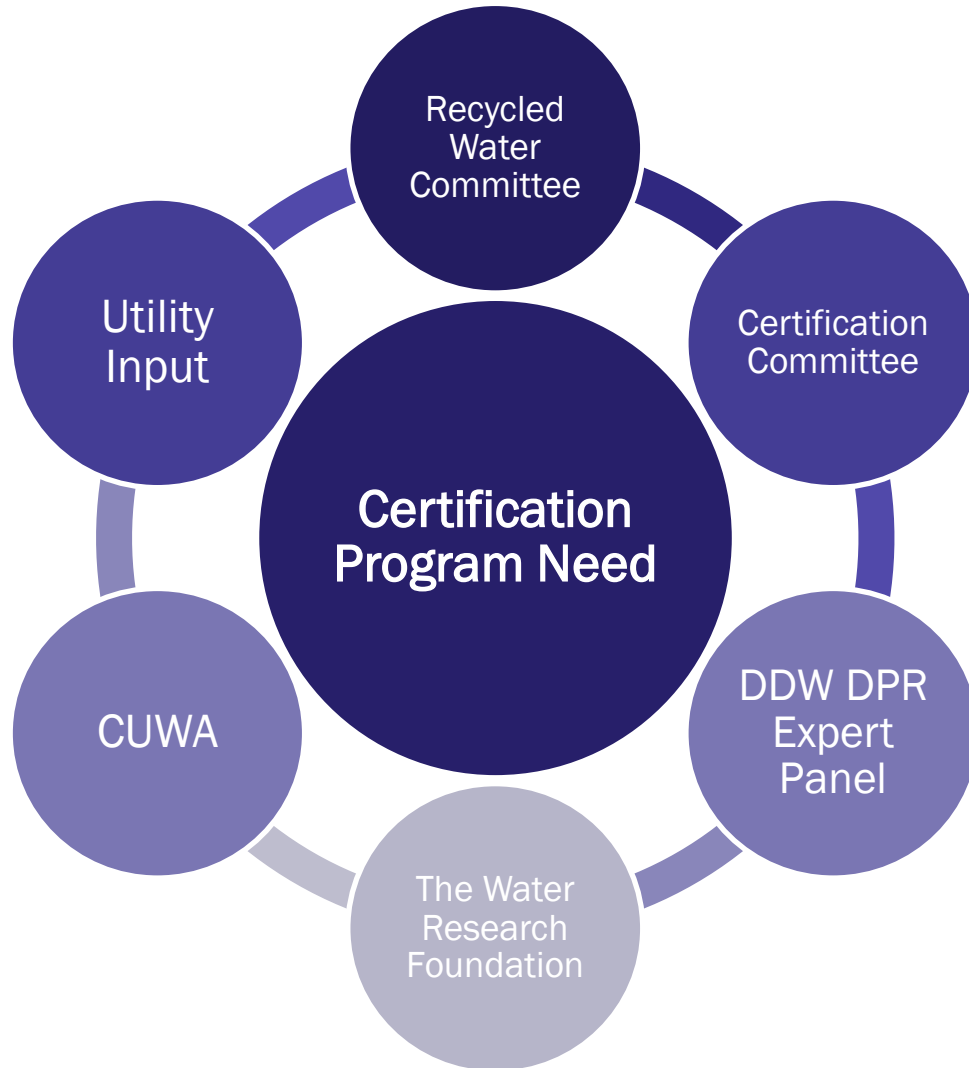 Recycled
Water
Committee
Utility
Input
Certification
Committee
Certification
Program Need
CUWA
DDW DPR
Expert
Panel
The Water
Research
Foundation